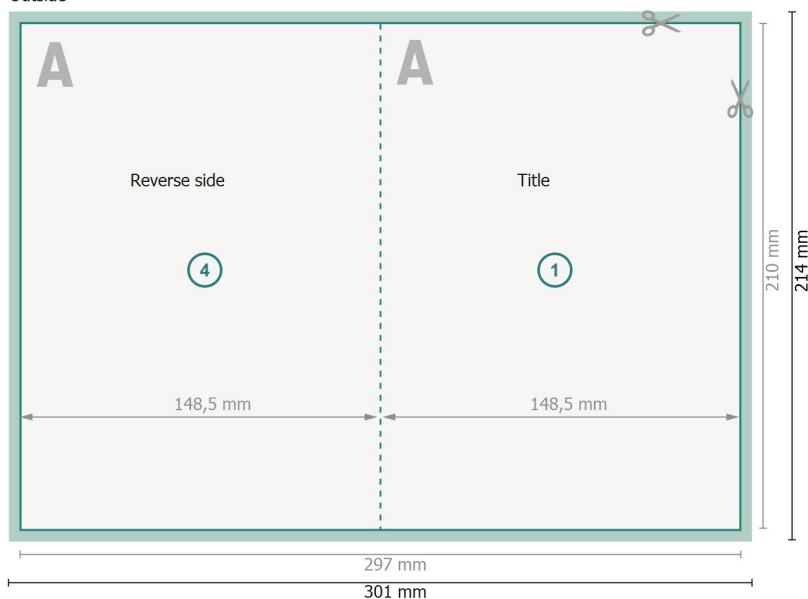 Outside
A
A
Reverse side
Title
4
1
148,5 mm
148,5 mm
210 mm
214 mm
297 mm
301 mm